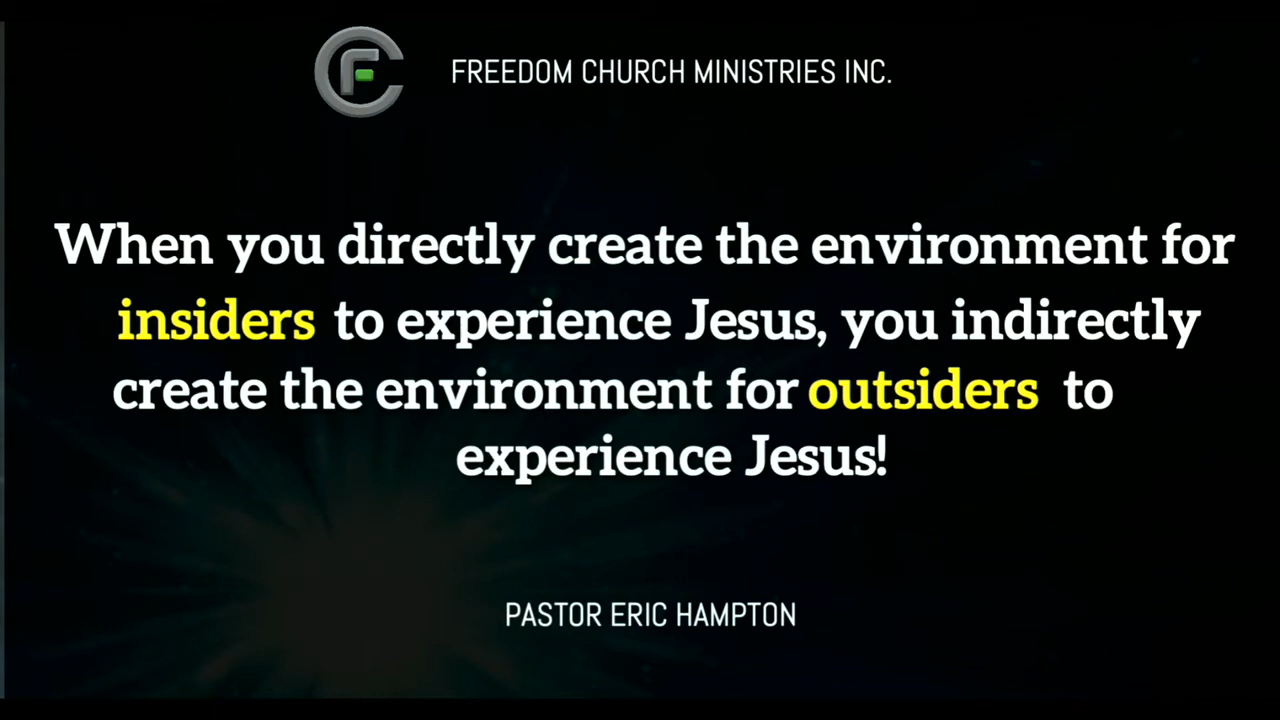 FREEDOM CHURCH MINISTRIES INC.
When you directly create the environment for
insiders to experience Jesus, you indirectly
create the environment for outsiders to
experience Jesus!
PASTOR ERIC HAMPTON